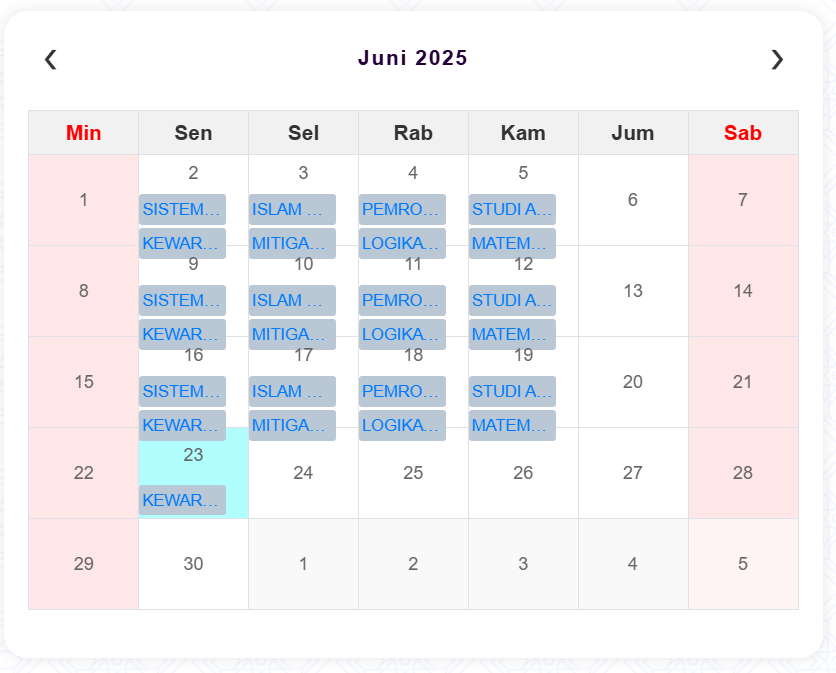 ❮ Juni 2025 ❯
Min Sen Sel Rab Kam Jum Sab
1 2 3 4 5 6 7
SISTEM... ISLAM ... PEMRO... STUDI A...
KEWAR... MITIGA... LOGIKA... MATEM...
8 9 10 11 12 13 14
SISTEM... ISLAM ... PEMRO... STUDI A...
KEWAR... MITIGA... LOGIKA... MATEM...
15 16 17 18 19 20 21
SISTEM... ISLAM ... PEMRO... STUDI A...
KEWAR... MITIGA... LOGIKA... MATEM...
22 23 24 25 26 27 28
KEWAR...
29 30 1 2 3 4 5